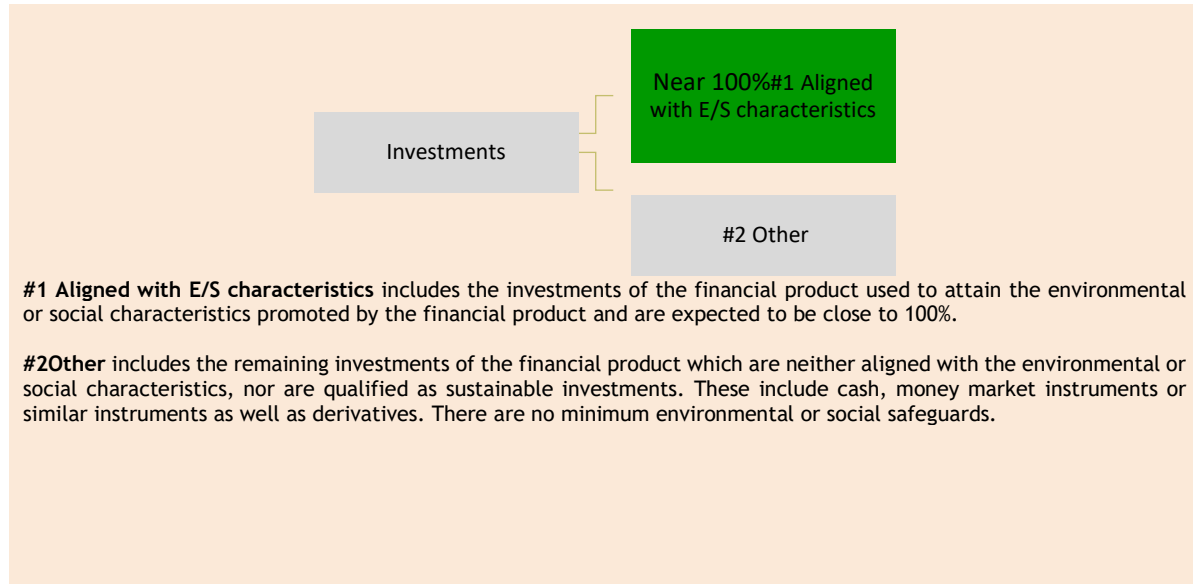 Near 100%#1 Aligned
with E/S characteristics
Investments
#2 Other
#1 Aligned with E/S characteristics includes the investments of the financial product used to attain the environmental
or social characteristics promoted by the financial product and are expected to be close to 100%.
#2Other includes the remaining investments of the financial product which are neither aligned with the environmental or
social characteristics, nor are qualified as sustainable investments. These include cash, money market instruments or
similar instruments as well as derivatives. There are no minimum environmental or social safeguards.